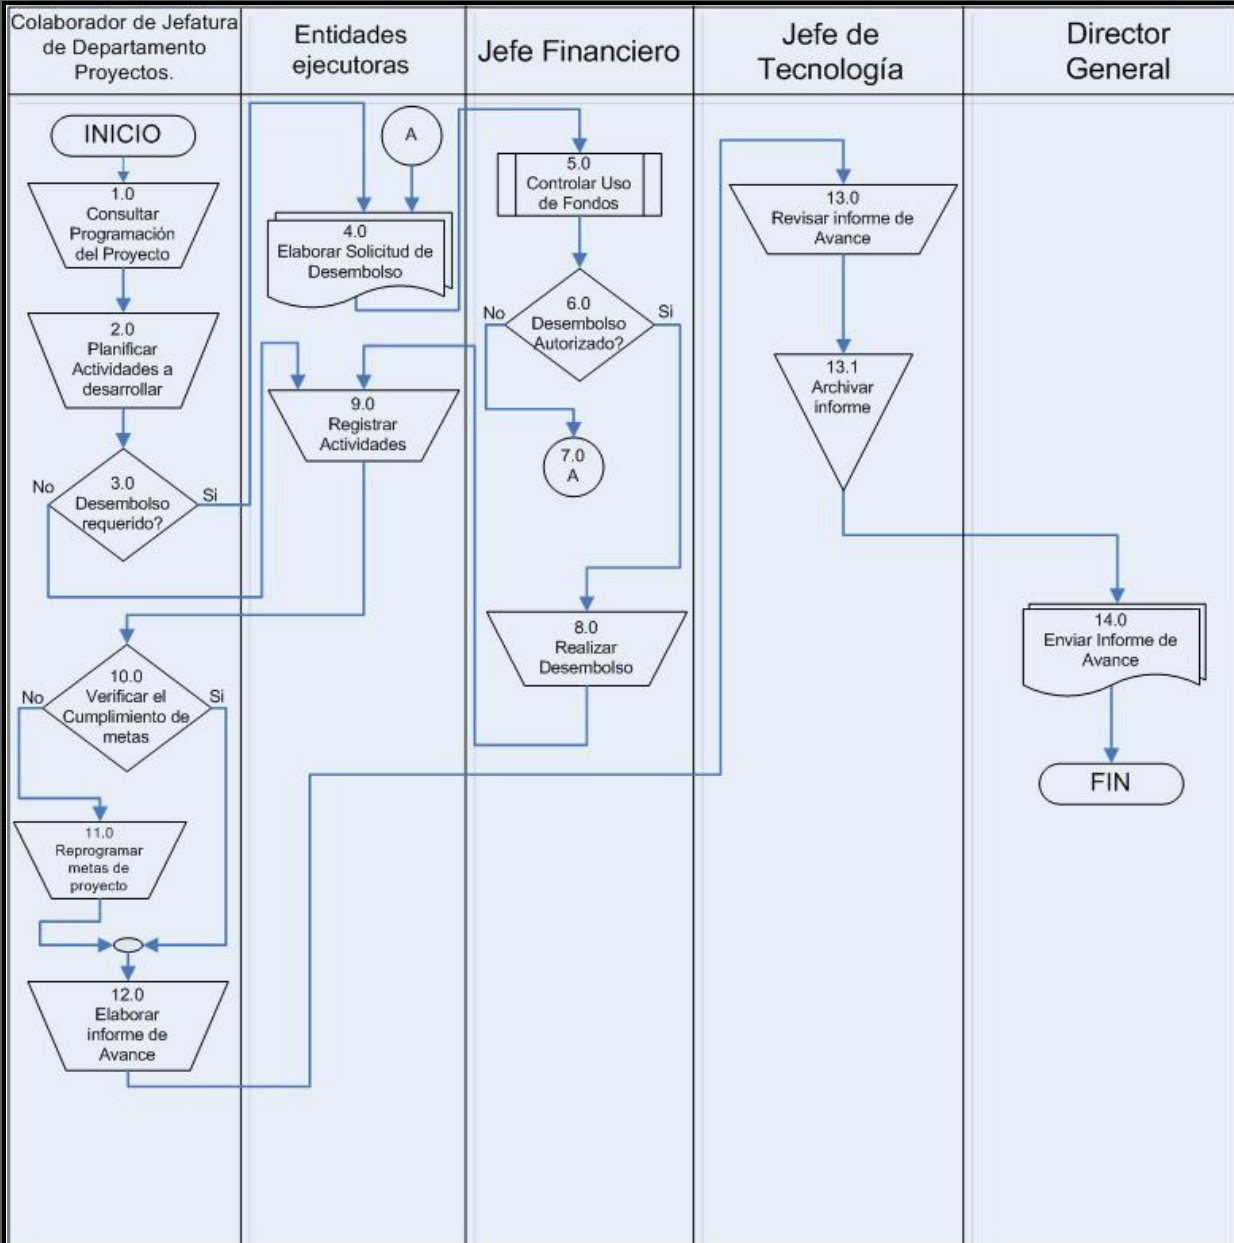 Colaborador de Jefatura
de Departamento
Proyectos.
Entidades
ejecutoras
Jefe Financiero
Jefe de
Tecnología
Director
General
INICIO
1.0
Consultar
Programación
del Proyecto
2.0
Planificar
Actividades a
desarrollar
3.0
Desembolso
requerido?
No
Si
A
4.0
Elaborar Solicitud de
Desembolso
5.0
Controlar Uso
de Fondos
6.0
Desembolso
Autorizado?
No
Si
7.0
A
8.0
Realizar
Desembolso
9.0
Registrar
Actividades
10.0
Verificar el
Cumplimiento de
metas
No
Si
11.0
Reprogramar
metas de
proyecto
12.0
Elaborar
informe de
Avance
13.0
Revisar informe de
Avance
13.1
Archivar
informe
14.0
Enviar Informe de
Avance
FIN